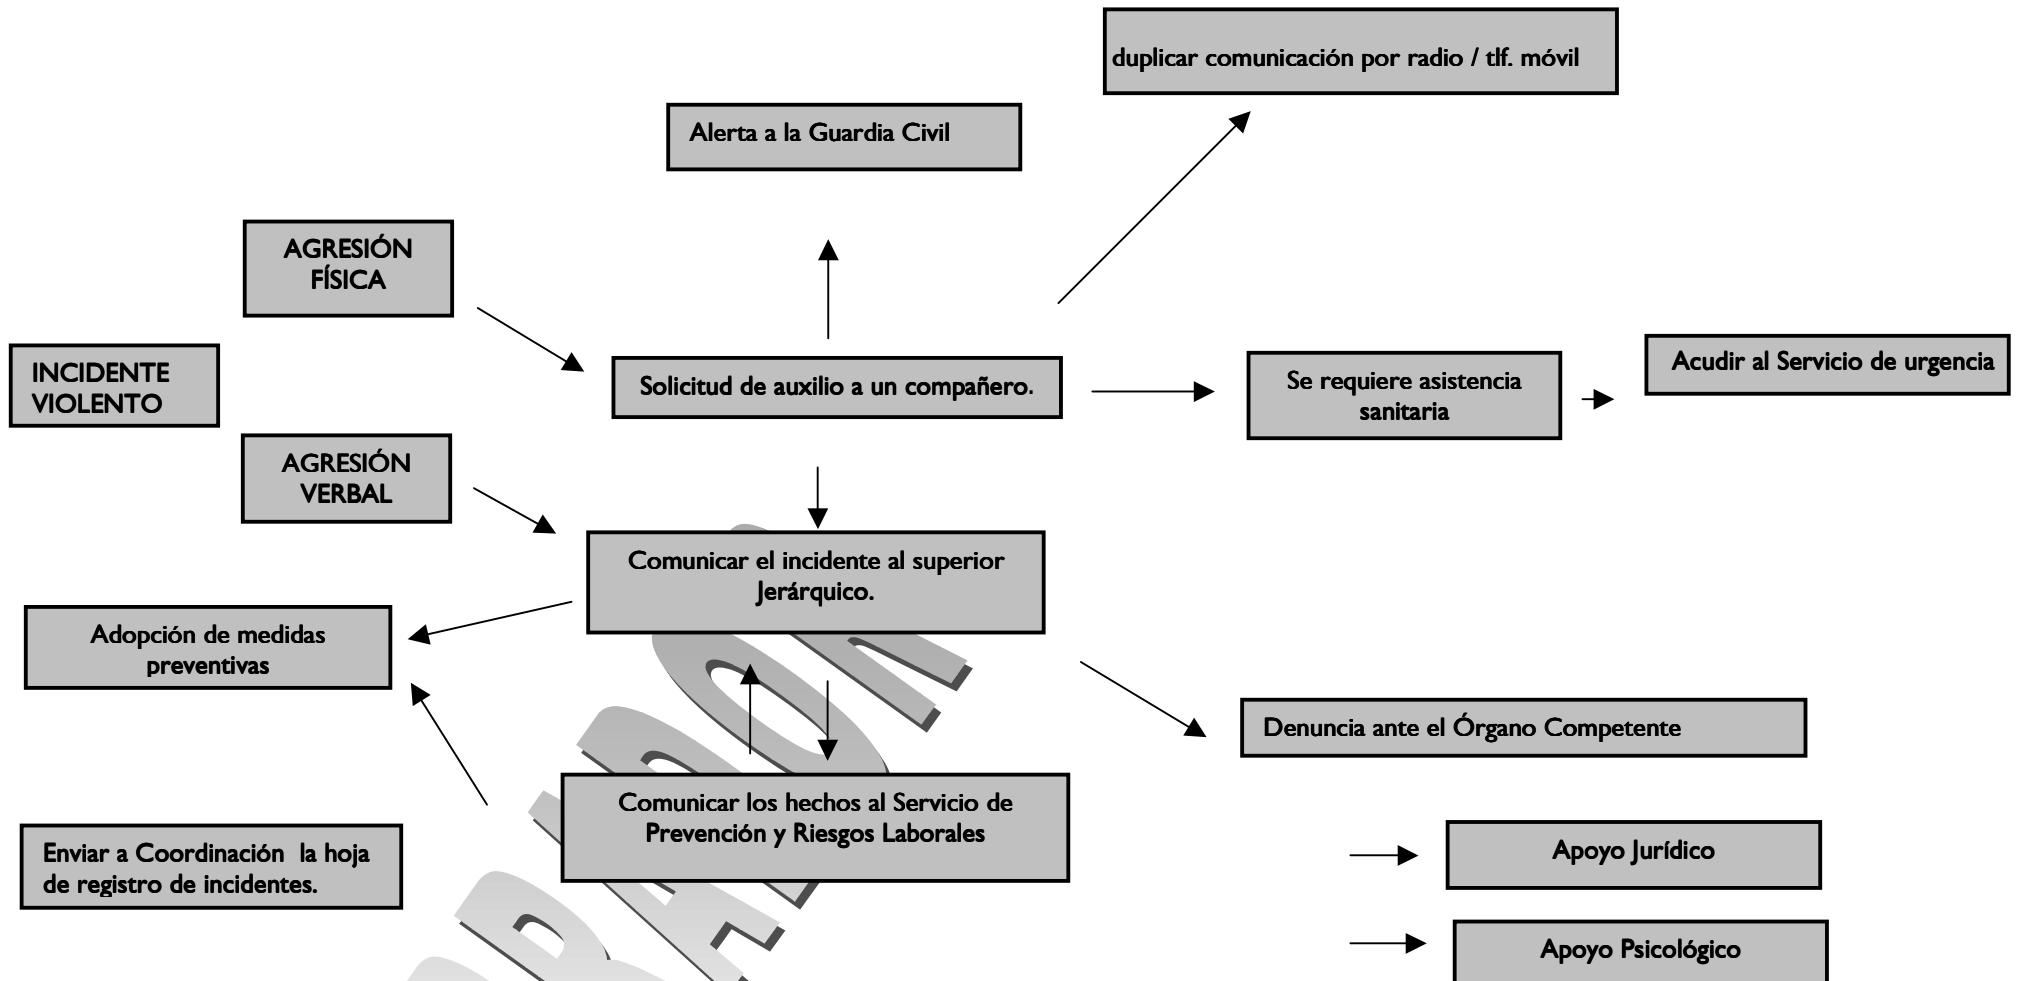 duplicar comunicación por radio / tlf. móvil
Alerta a la Guardia Civil
AGRESIÓN
FÍSICA
INCIDENTE
VIOLENTO
Solicitud de auxilio a un compañero.
Se requiere asistencia
sanitaria
Acudir al Servicio de urgencia
AGRESIÓN
VERBAL
Comunicar el incidente al superior
Jerárquico.
Adopción de medidas
preventivas
Denuncia ante el Órgano Competente
Comunicar los hechos al Servicio de
Prevención y Riesgos Laborales
Enviar a Coordinación  la hoja
de registro de incidentes.
Apoyo Jurídico
Apoyo Psicológico